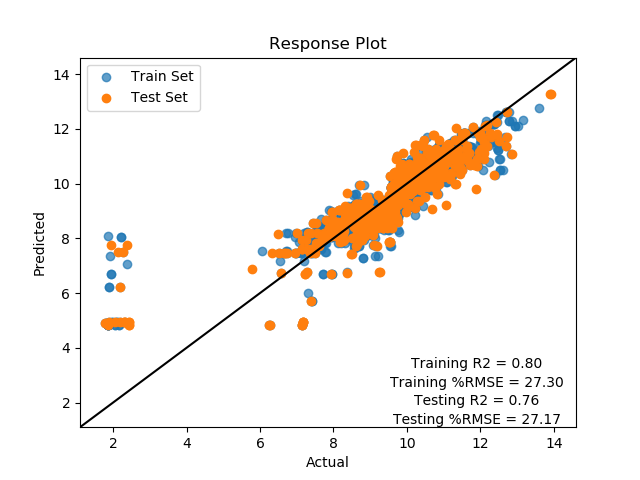 Response Plot
Train Set
Test Set
14
12
10
8
6
4
2
Predicted
Training R2 = 0.80
Training %RMSE = 27.30
Testing R2 = 0.76
Testing %RMSE = 27.17
2 4 6 8 10 12 14
Actual